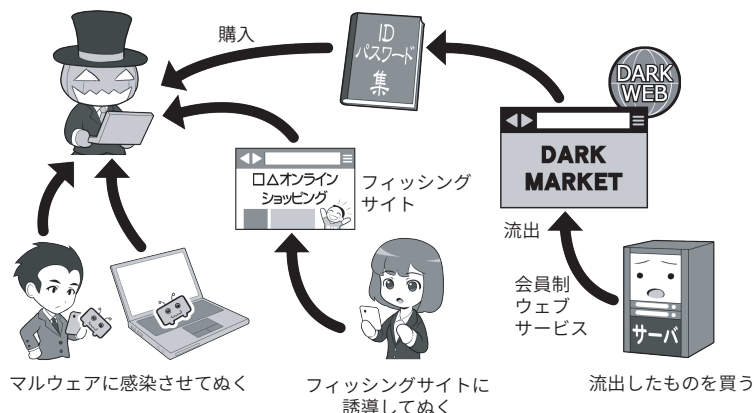 購入
ID
パスワード
集
DARK
WEB
DARK
MARKET
□△オンライン
ショッピング
フィッシング
サイト
流出
会員制
ウェブ
サービス
サーバ
マルウェアに感染させてぬく
フィッシングサイトに
誘導してぬく
流出したものを買う